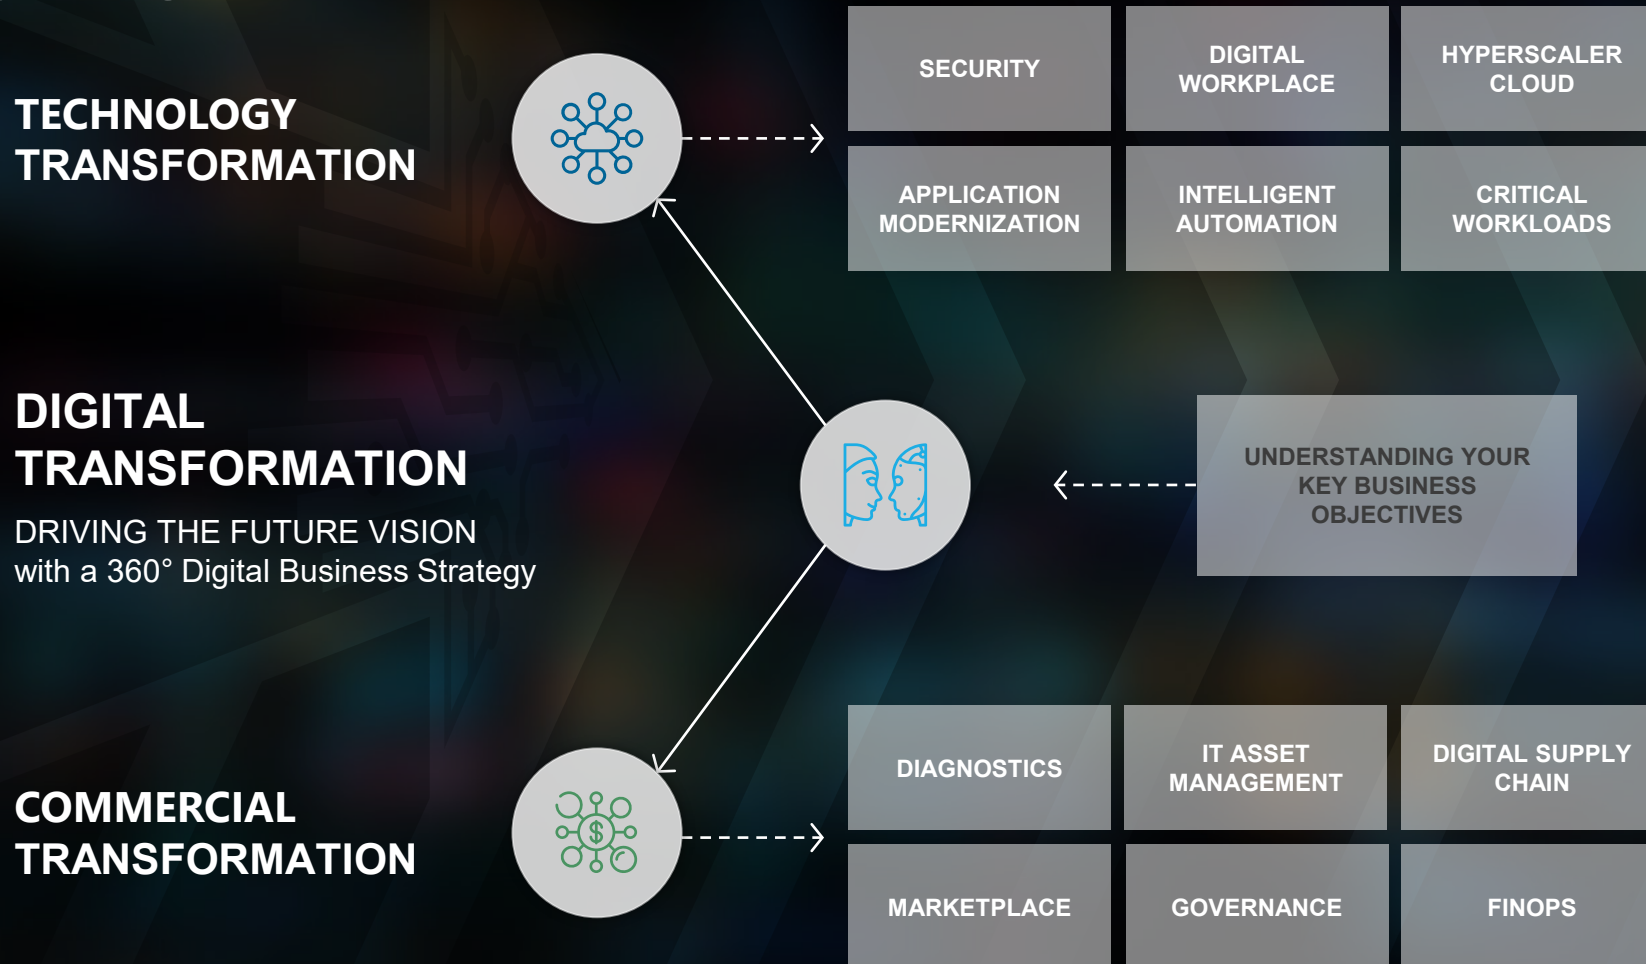 TECHNOLOGY
TRANSFORMATION
SECURITY
DIGITAL
WORKPLACE
HYPERSCALER
CLOUD
APPLICATION
MODERNIZATION
INTELLIGENT
AUTOMATION
CRITICAL
WORKLOADS
DIGITAL
TRANSFORMATION
DRIVING THE FUTURE VISION
with a 360° Digital Business Strategy
UNDERSTANDING YOUR
KEY BUSINESS
OBJECTIVES
COMMERCIAL
TRANSFORMATION
$
DIAGNOSTICS
IT ASSET
MANAGEMENT
DIGITAL SUPPLY
CHAIN
MARKETPLACE
GOVERNANCE
FINOPS